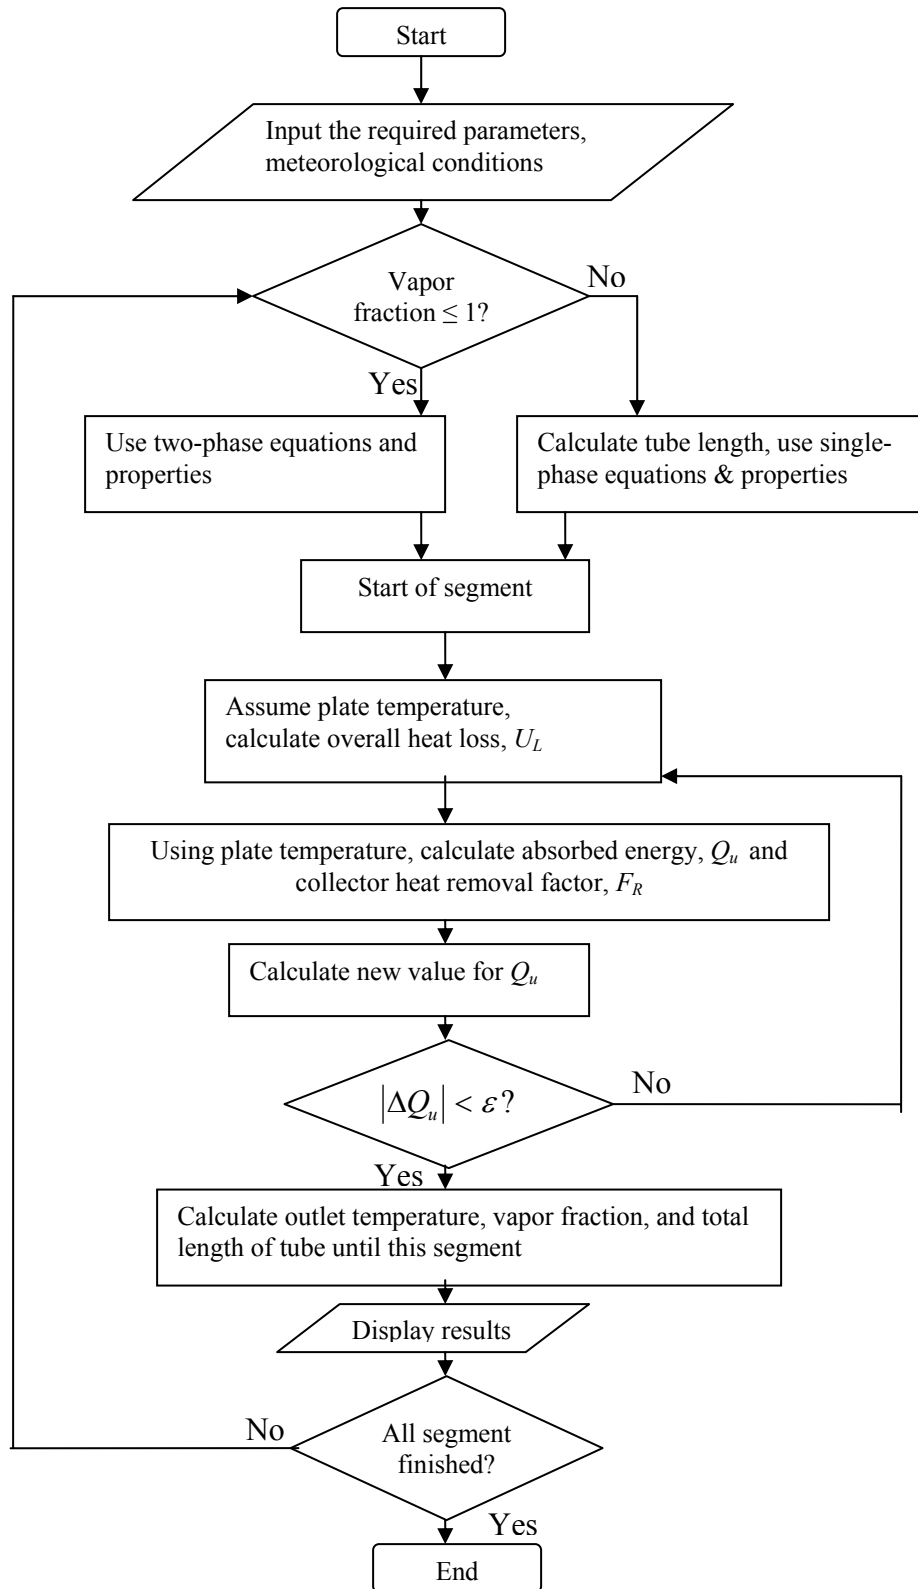 Start
Input the required parameters,
meteorological conditions
Vapor
fraction ≤ 1?
No
Yes
Use two-phase equations and
properties
Calculate tube length, use single-
phase equations & properties
Start of segment
Assume plate temperature,
calculate overall heat loss, U_L
Using plate temperature, calculate absorbed energy, Q_u and
collector heat removal factor, F_R
Calculate new value for Q_u
|ΔQ_u| < ε?
No
Yes
Calculate outlet temperature, vapor fraction, and total
length of tube until this segment
Display results
No
All segment
finished?
Yes
End